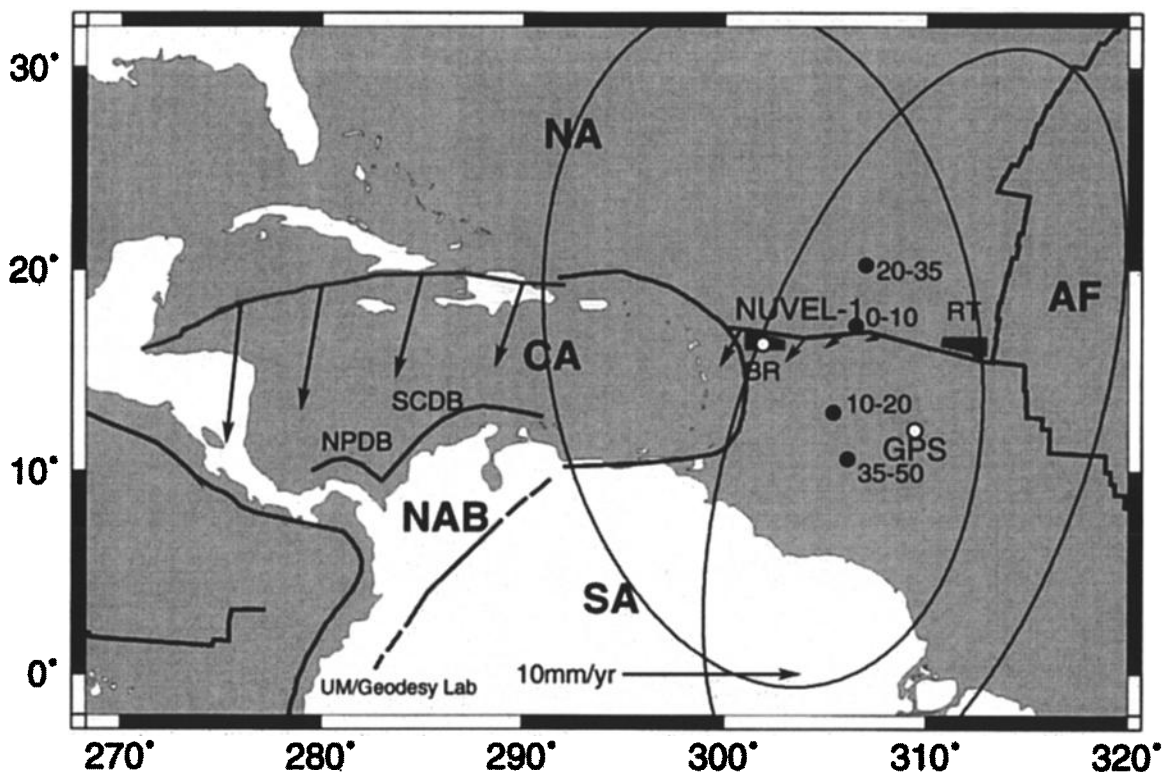 30°
NA
20°
20-35
AF
NUVEL-1
0-10
RT
CA
BR
SCDB
10-20
NPDB
GPS
10°
35-50
NAB
SA
0°
10mm/yr
UM/Geodesy Lab
270° 280° 290° 300° 310° 320°